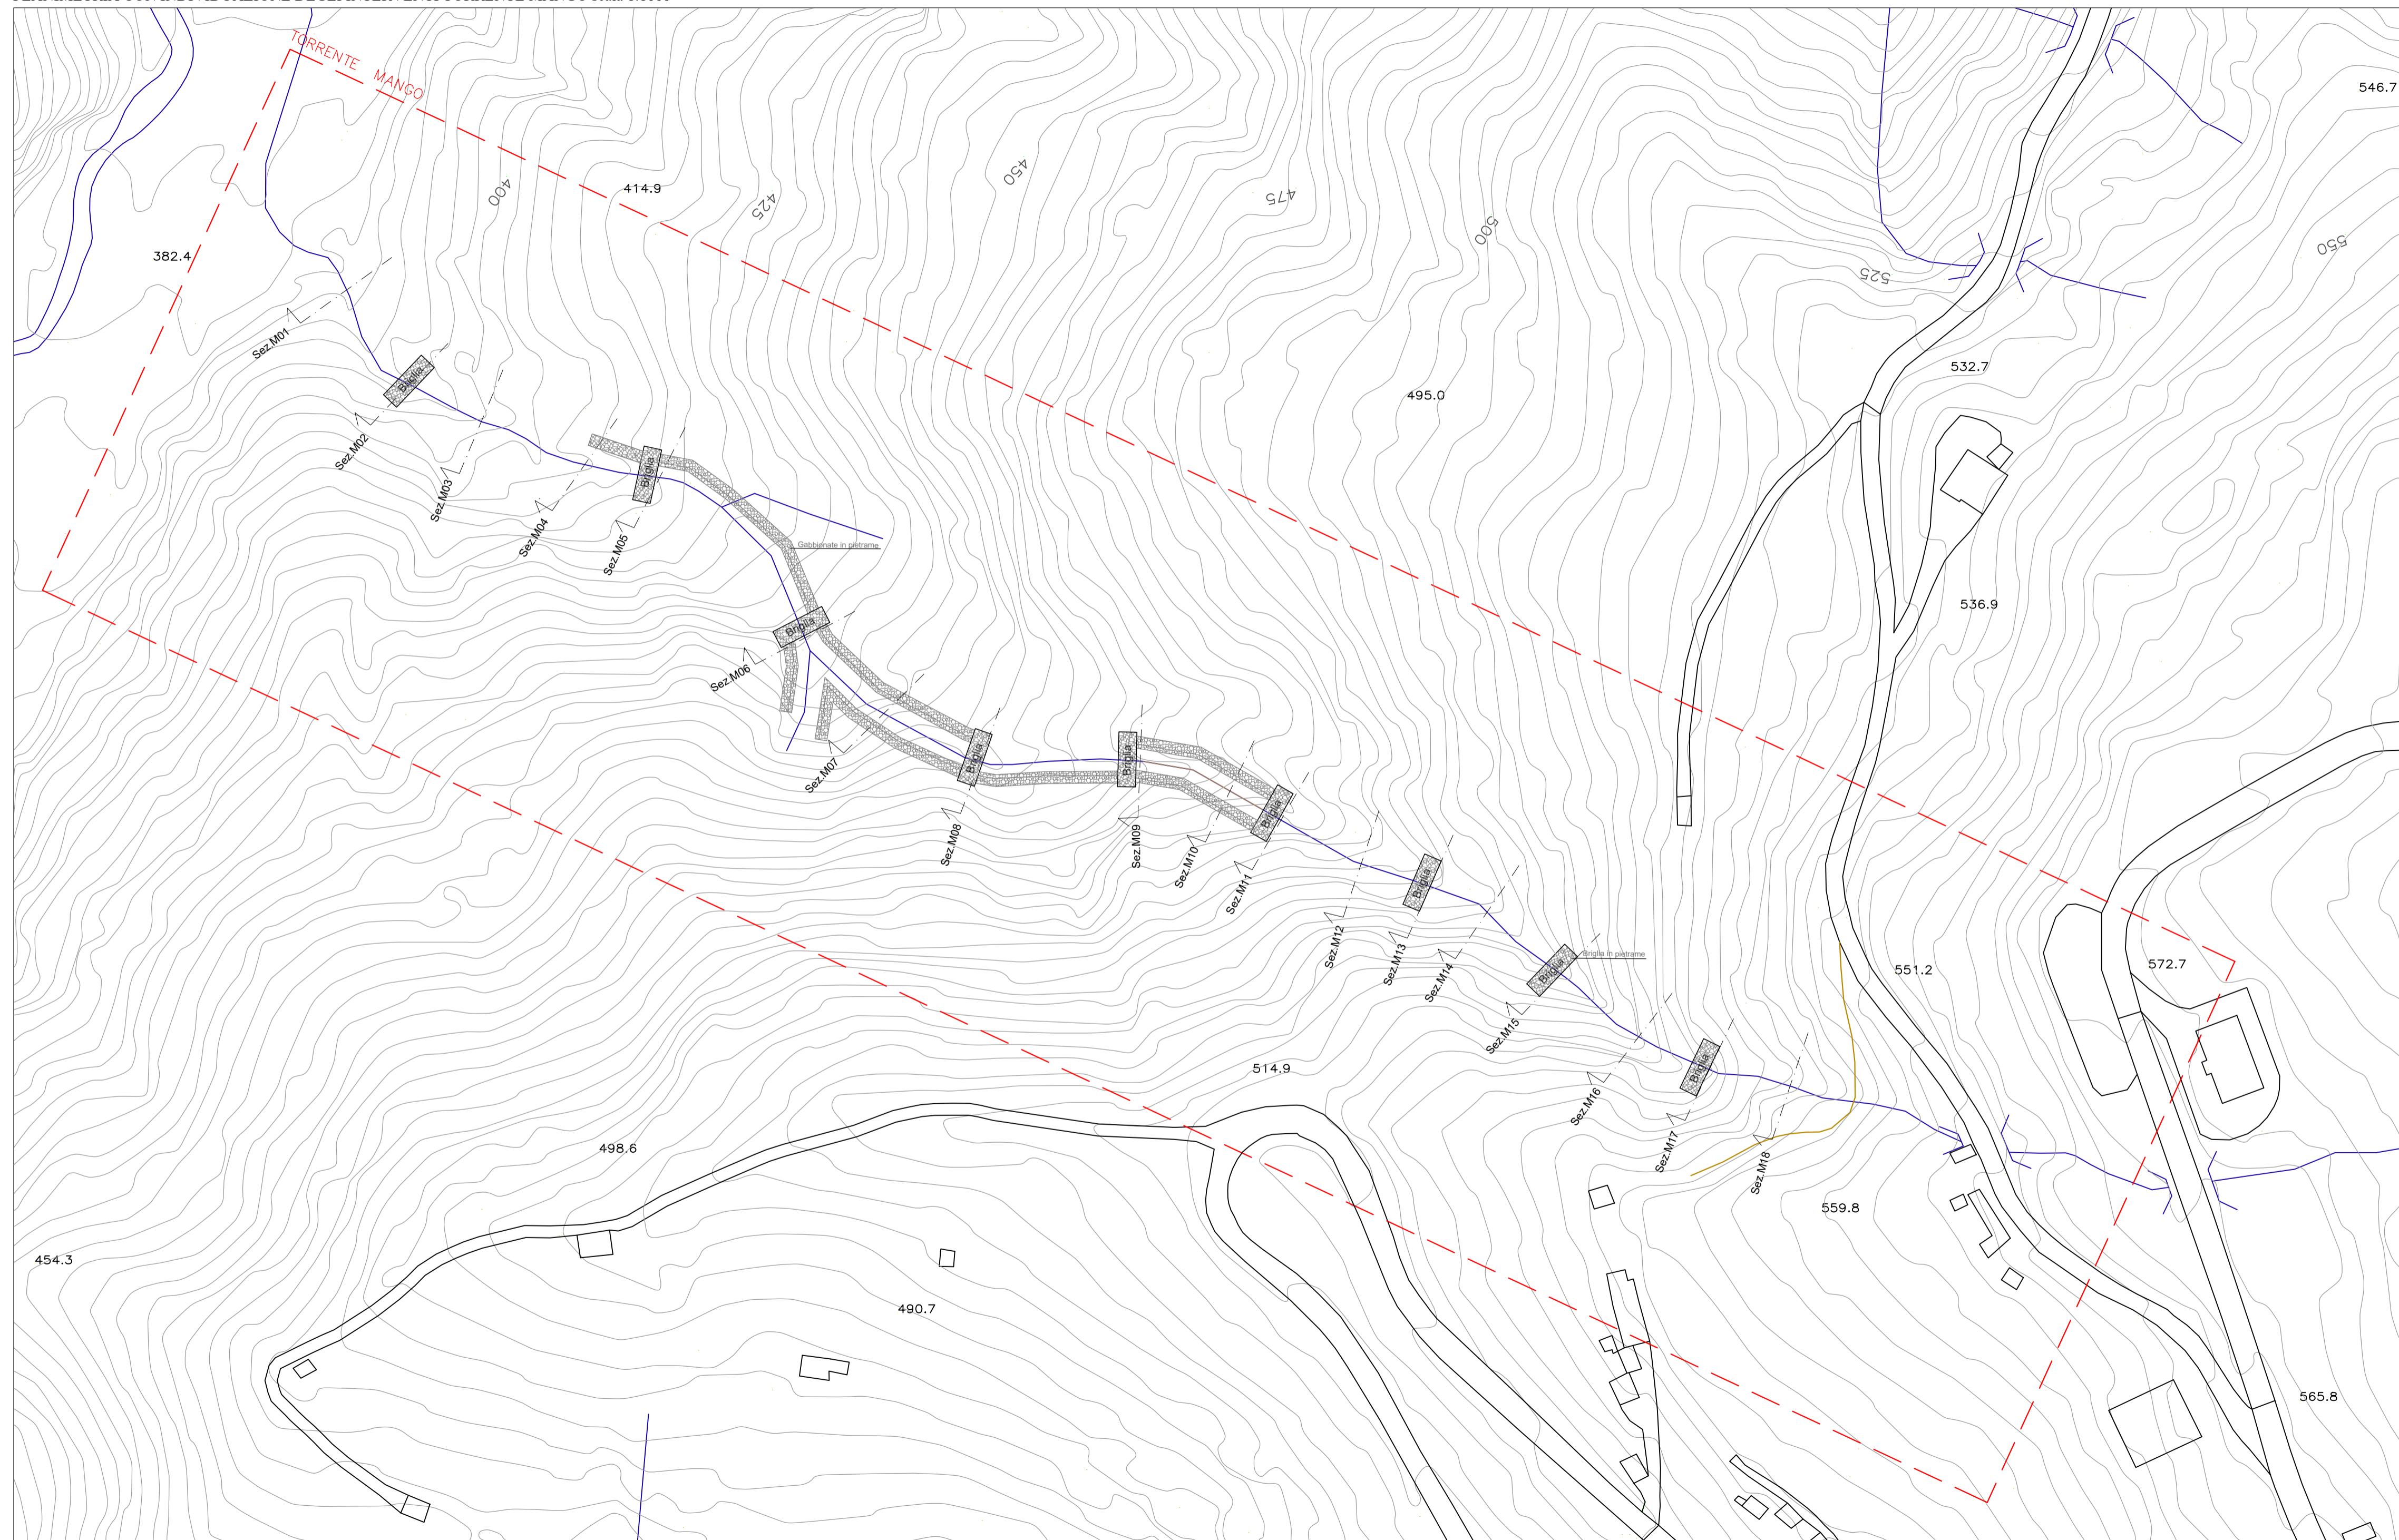 TORRENTE MANGO
546.7
414.9
400
425
450
475
500
525
550
382.4
Sez.M01
Briglia
Sez.M02
Sez.M03
Sez.M04
Briglia
Sez.M05
Gabbionate in pietrame
Briglia
Sez.M06
Sez.M07
Briglia
Sez.M08
Briglia
Sez.M09
Sez.M10
Briglia
Sez.M11
Sez.M12
Briglia
Sez.M13
Sez.M14
Briglia
Briglia in pietrame
Sez.M15
Sez.M16
Briglia
Sez.M17
Sez.M18
495.0
532.7
536.9
551.2
572.7
514.9
498.6
559.8
454.3
490.7
565.8